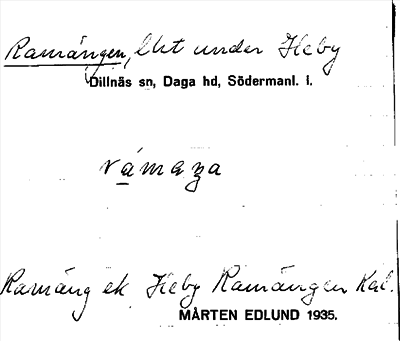 Ramängen, lht under Heby
Dillnäs sn, Daga hd, Södermanl. l.
rámaŋa
Ramäng ek Heby Ramängen Kal.
MÅRTEN EDLUND 1935.